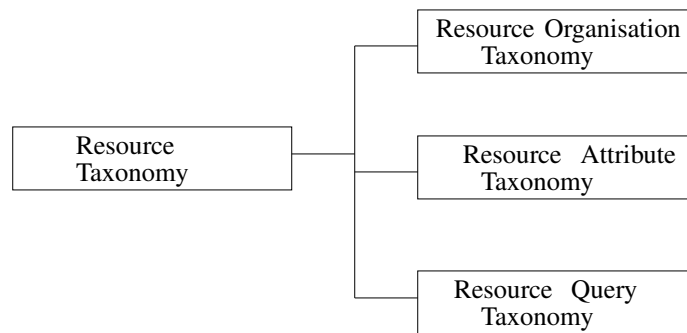 Resource Organisation
Taxonomy
Resource
Taxonomy
Resource Attribute
Taxonomy
Resource Query
Taxonomy